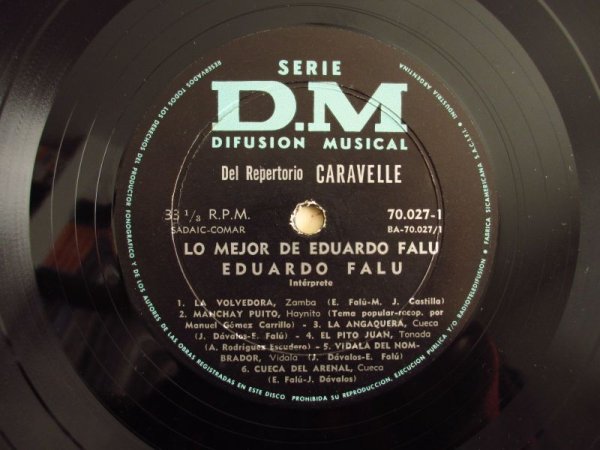 SERIE
D.M
DIFUSION MUSICAL
Del Repertorio CARAVELLE
33 1/3 R.P.M.
SADAIC-COMAR
70.027-1
BA-70.027/1
LO MEJOR DE EDUARDO FALU
EDUARDO FALU
Intérprete
1. LA VOLVEDORA, Zamba (E. Falú-M. J. Castilla)
2. MANCHAY PUITO, Haynito (Tema popular-recop. por
Manuel Gómez Carrillo) - 3. LA ANGAQUERA, Cueca
(J. Dávalos-E. Falú) - 4. EL PITO JUAN, Tonada
(A. Rodríguez Escudero) - 5. VIDALA DEL NOM-
BRADOR, Vidala (J. Dávalos-E. Falú)
6. CUECA DEL ARENAL, Cueca
(E. Falú-J. Dávalos)
RESERVADOS TODOS LOS DERECHOS DEL PRODUCTOR FONOGRAFICO Y DE LOS AUTORES DE LAS OBRAS REGISTRADAS EN ESTE DISCO PROHIBIDA SU REPRODUCCION, EJECUCION PUBLICA Y/O RADIOTELEDIFUSION • FABRICA SICAMERICANA S.A.C.I.F.I. • INDUSTRIA ARGENTINA